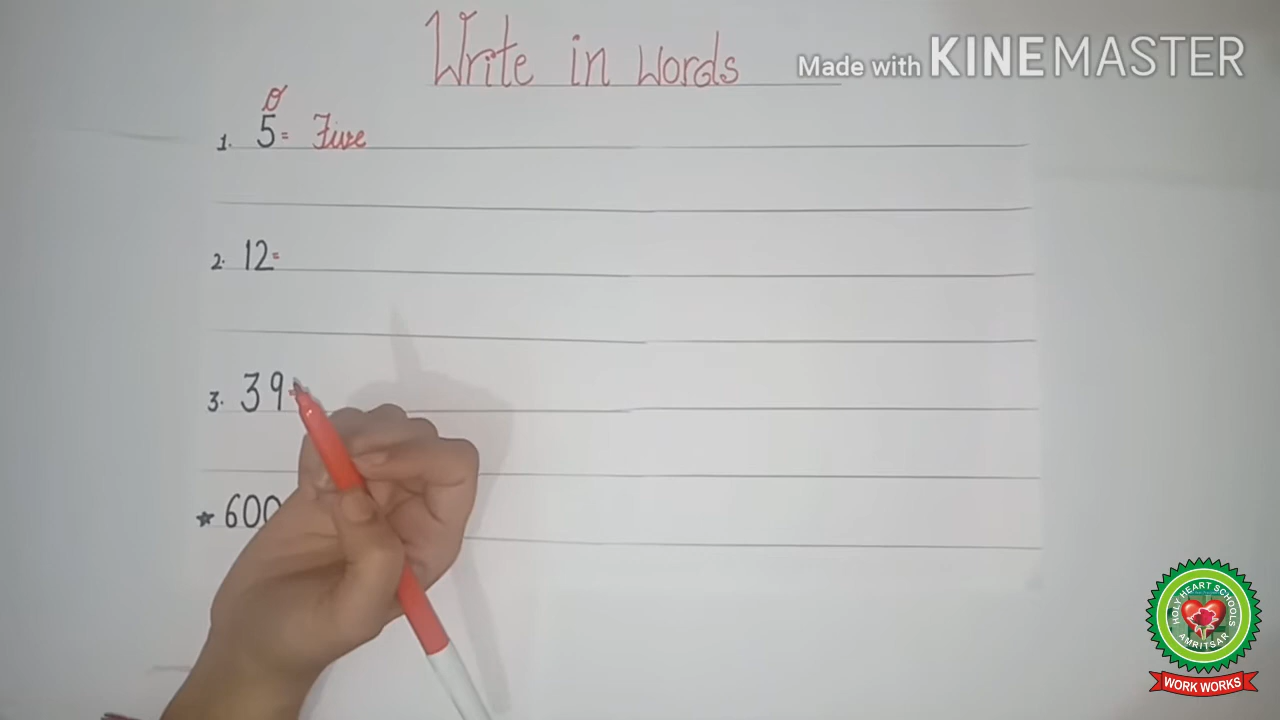 Write in words
Made with KINEMASTER
O
1. 5 = Five
2. 12 =
3. 39
★ 600
HOLY HEART SCHOOLS
AMRITSAR
WORK WORKS